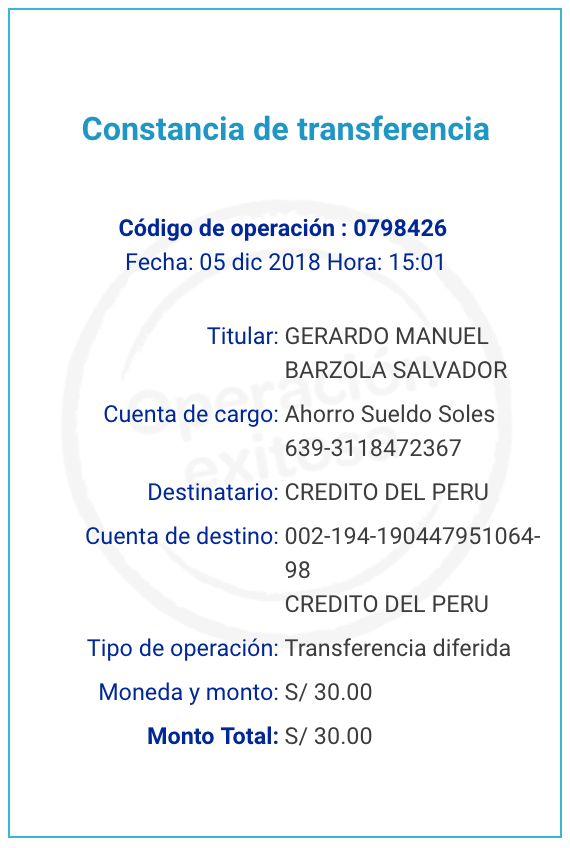 Constancia de transferencia
Código de operación : 0798426
Fecha: 05 dic 2018 Hora: 15:01
Titular: GERARDO MANUEL
BARZOLA SALVADOR
Cuenta de cargo: Ahorro Sueldo Soles
639-3118472367
Destinatario: CREDITO DEL PERU
Cuenta de destino: 002-194-190447951064-
98
CREDITO DEL PERU
Tipo de operación: Transferencia diferida
Moneda y monto: S/ 30.00
Monto Total: S/ 30.00
Operación
exitosa